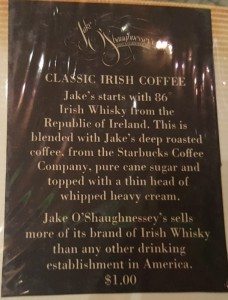 Jake
O'Shaughnessey's
CLASSIC IRISH COFFEE
Jake's starts with 86°
Irish Whisky from the
Republic of Ireland. This is
blended with Jake's deep roasted
coffee, from the Starbucks Coffee
Company, pure cane sugar and
topped with a thin head of
whipped heavy cream.
Jake O'Shaughnessey's sells
more of its brand of Irish Whisky
than any other drinking
establishment in America.
$1.00